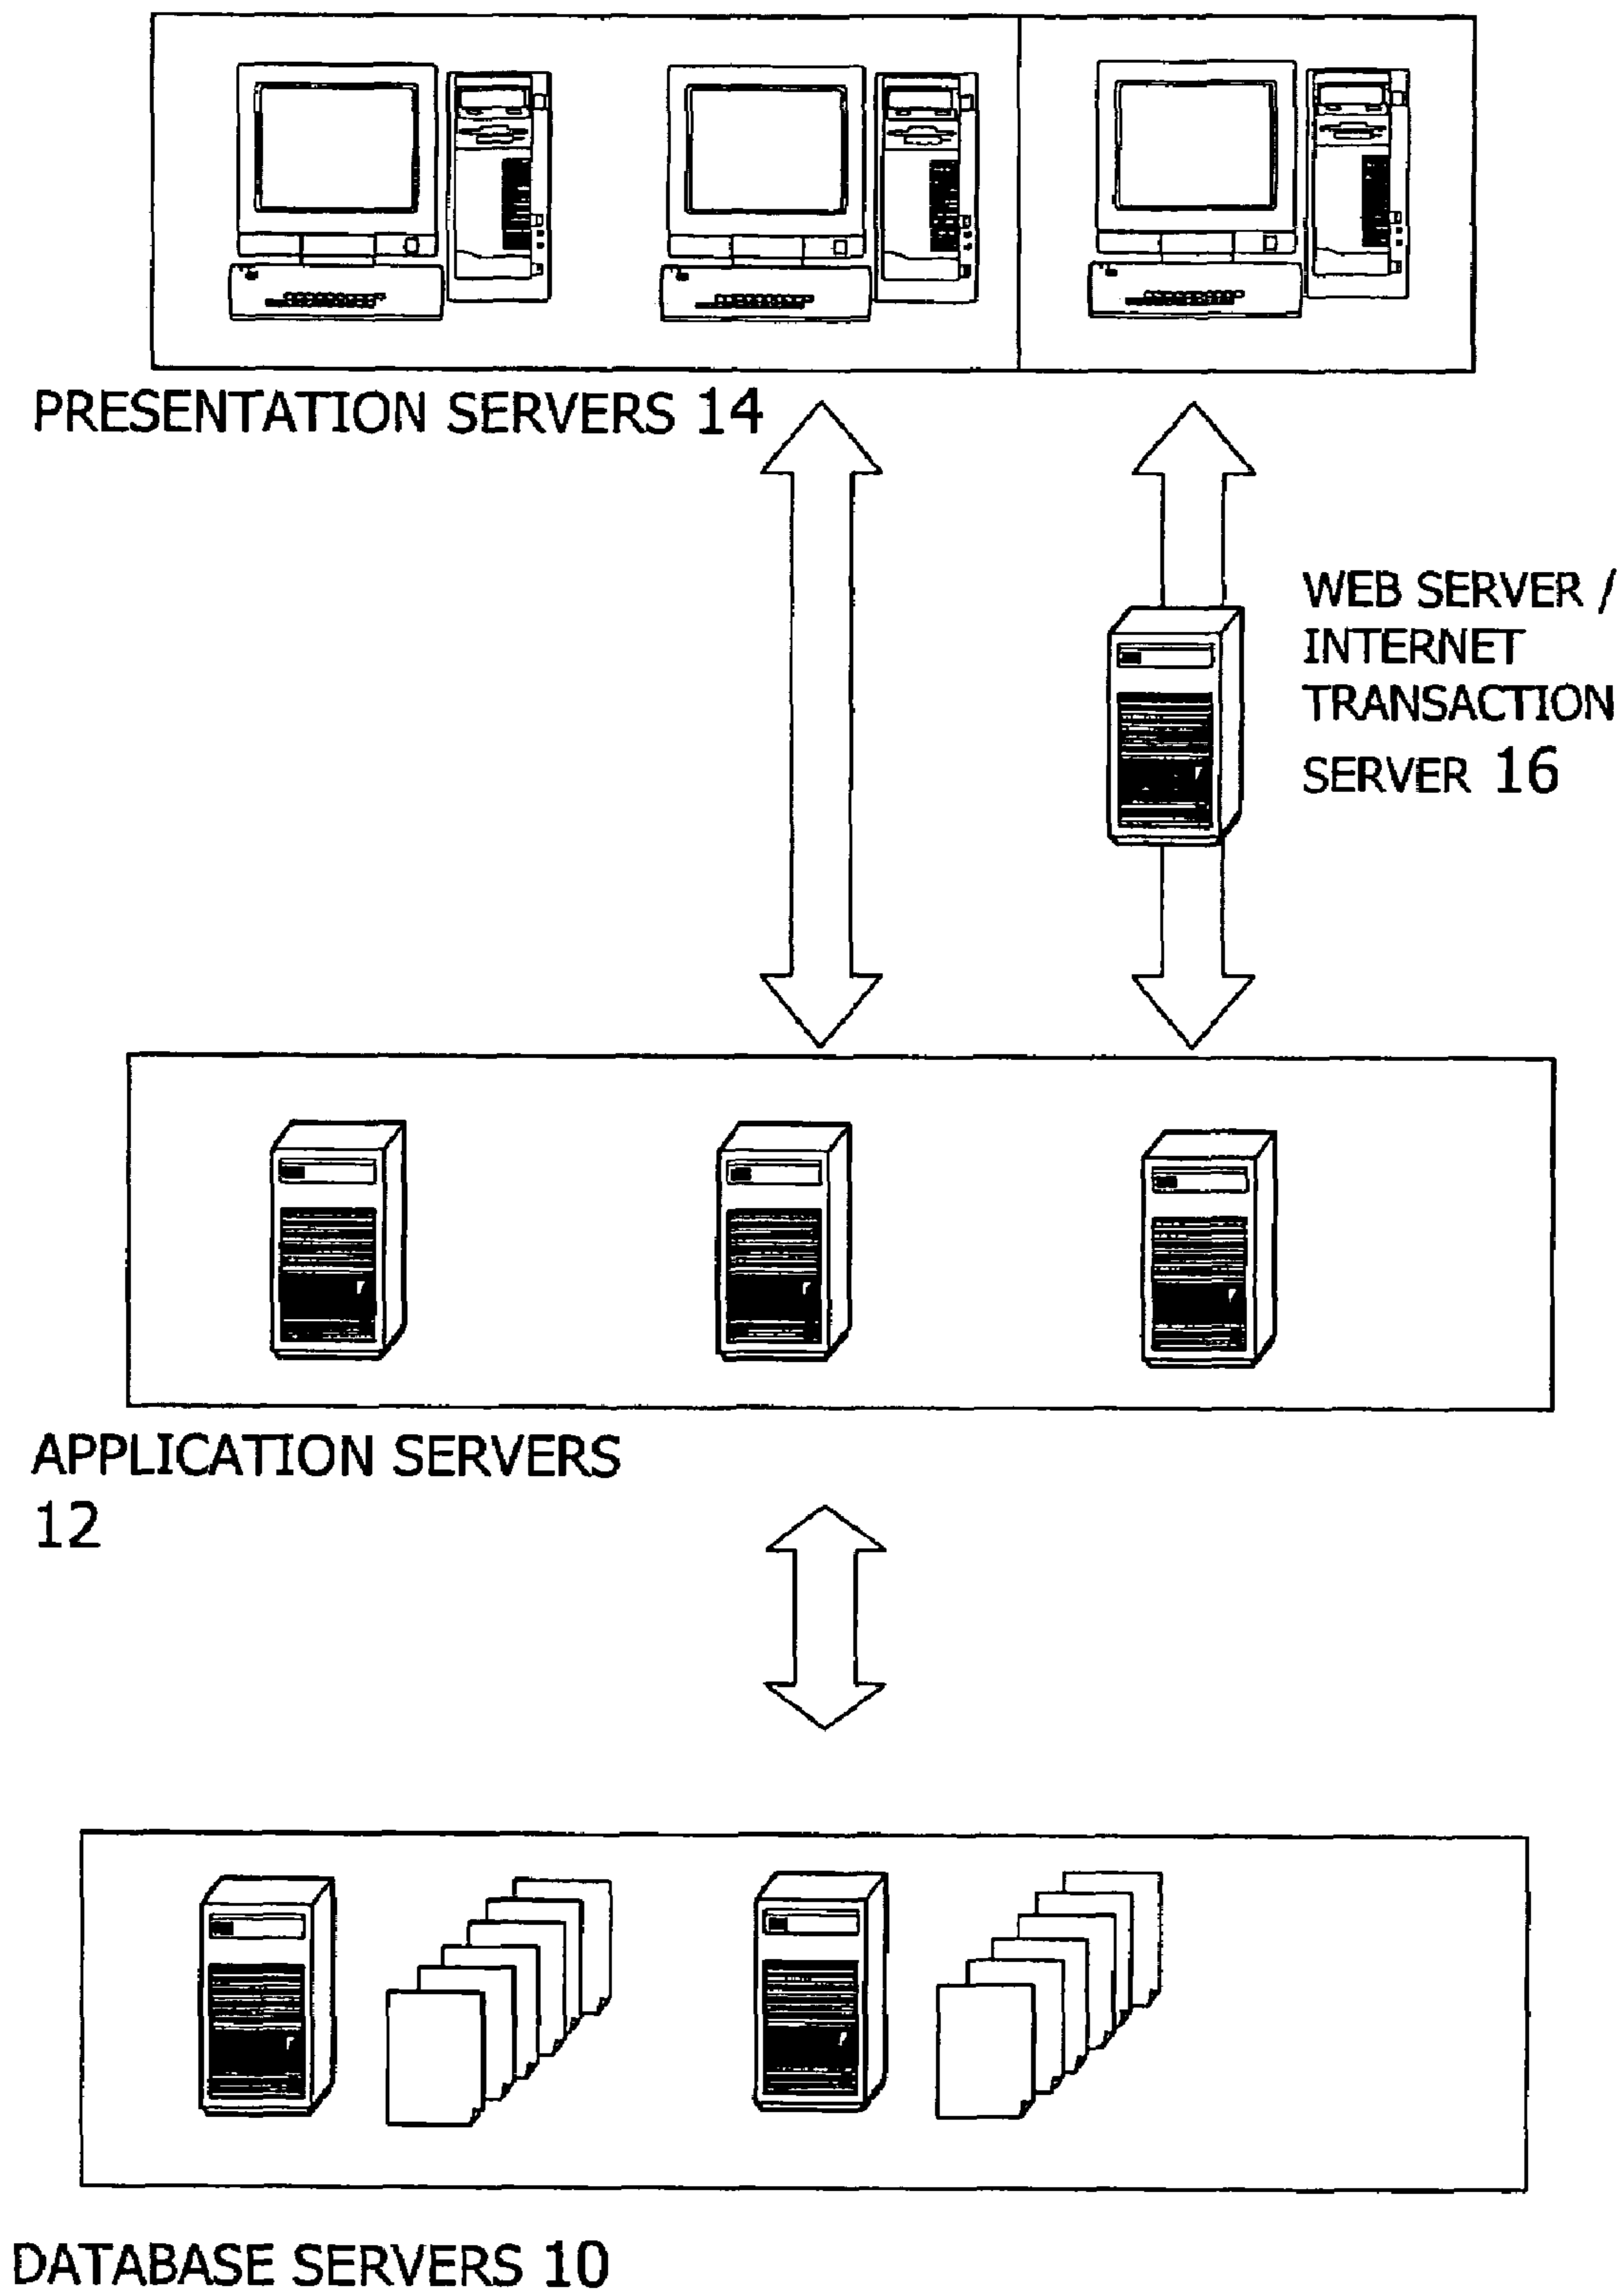 PRESENTATION SERVERS 14
WEB SERVER /
INTERNET
TRANSACTION
SERVER 16
APPLICATION SERVERS
12
DATABASE SERVERS 10